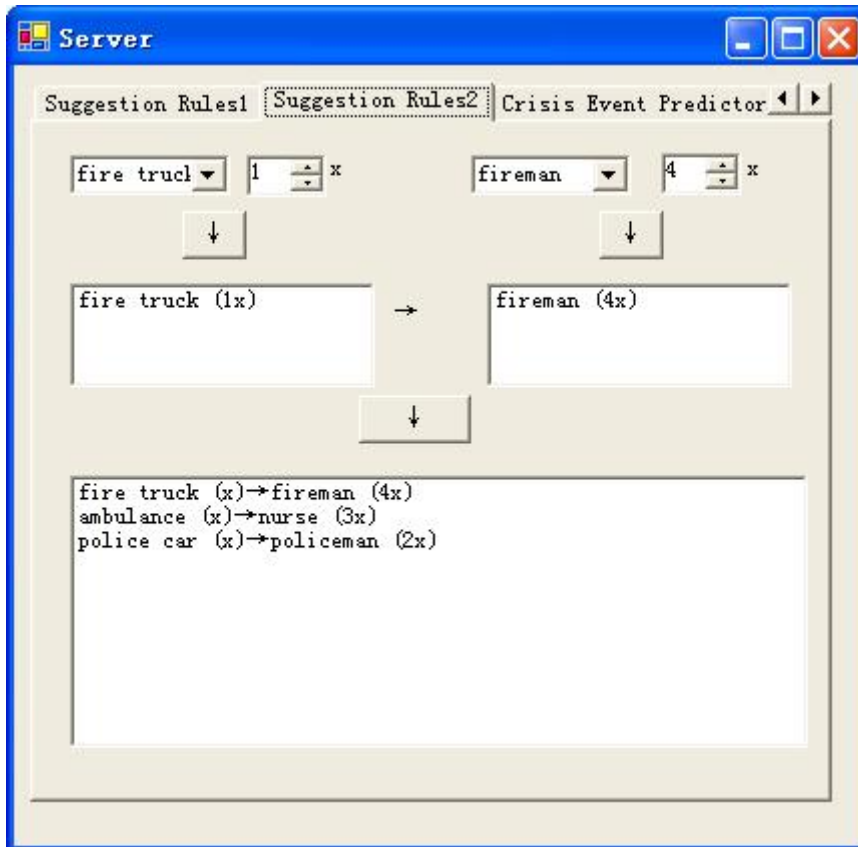 Server
Suggestion Rules1 Suggestion Rules2 Crisis Event Predictor
fire truck 1 x fireman 4 x
↓ ↓
fire truck (1x) → fireman (4x)
↓
fire truck (x)→fireman (4x)
ambulance (x)→nurse (3x)
police car (x)→policeman (2x)